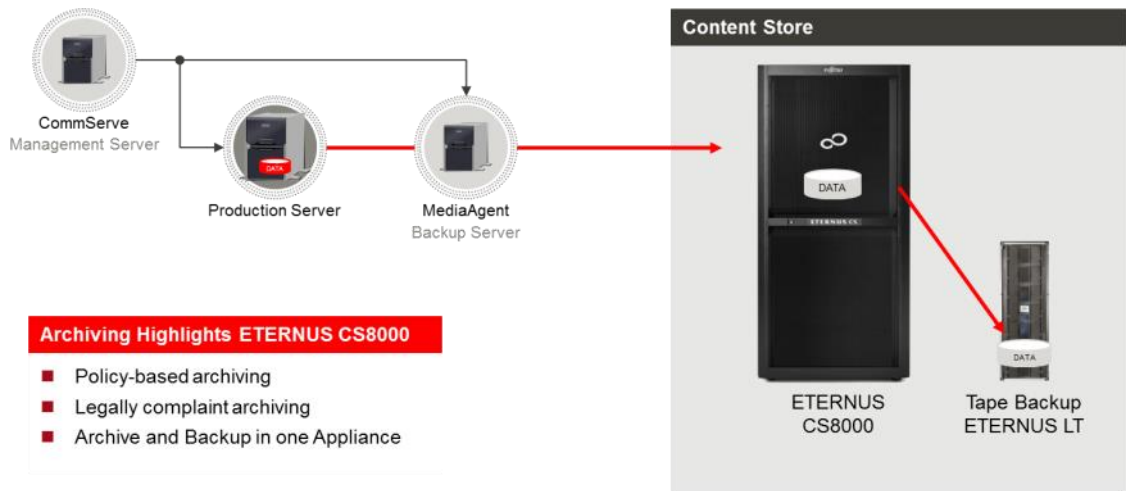 Content Store
FUJITSU
CommServe
Management Server
DATA
Production Server
MediaAgent
Backup Server
DATA
ETERNUS CS
DATA
ETERNUS
CS8000
Tape Backup
ETERNUS LT
Archiving Highlights ETERNUS CS8000
Policy-based archiving
Legally complaint archiving
Archive and Backup in one Appliance